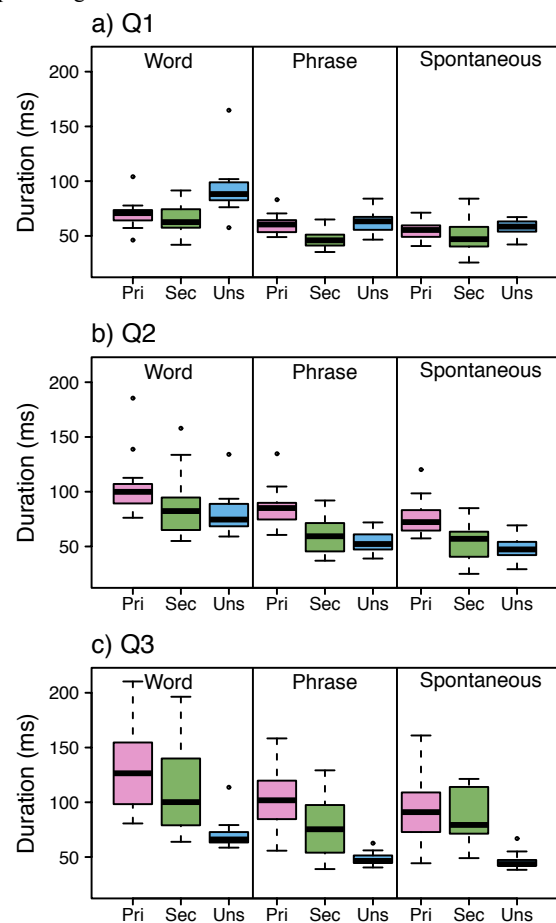 a) Q1
Word Phrase Spontaneous
200
150
100
50
Duration (ms)
Pri Sec Uns Pri Sec Uns Pri Sec Uns
b) Q2
Word Phrase Spontaneous
200
150
100
50
Duration (ms)
Pri Sec Uns Pri Sec Uns Pri Sec Uns
c) Q3
Word Phrase Spontaneous
200
150
100
50
Duration (ms)
Pri Sec Uns Pri Sec Uns Pri Sec Uns